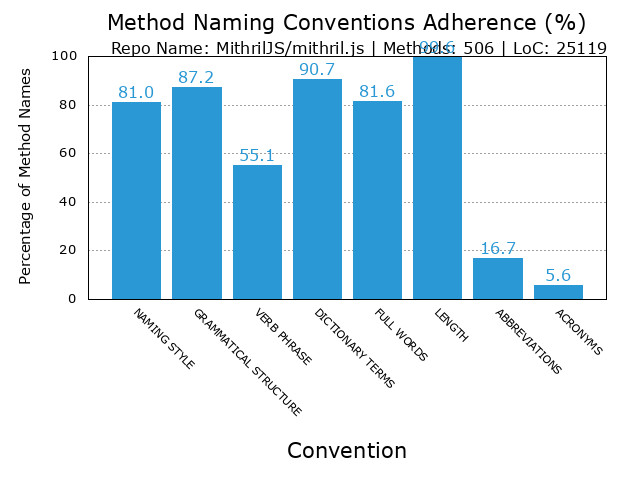 Method Naming Conventions Adherence (%)
Repo Name: MithrilJS/mithril.js | Methods: 506 | LoC: 25119
Percentage of Method Names
100
80
60
40
20
0
81.0
87.2
55.1
90.7
81.6
99.6
16.7
5.6
NAMING STYLE
GRAMMATICAL STRUCTURE
VERB PHRASE
DICTIONARY TERMS
FULL WORDS
LENGTH
ABBREVIATIONS
ACRONYMS
Convention